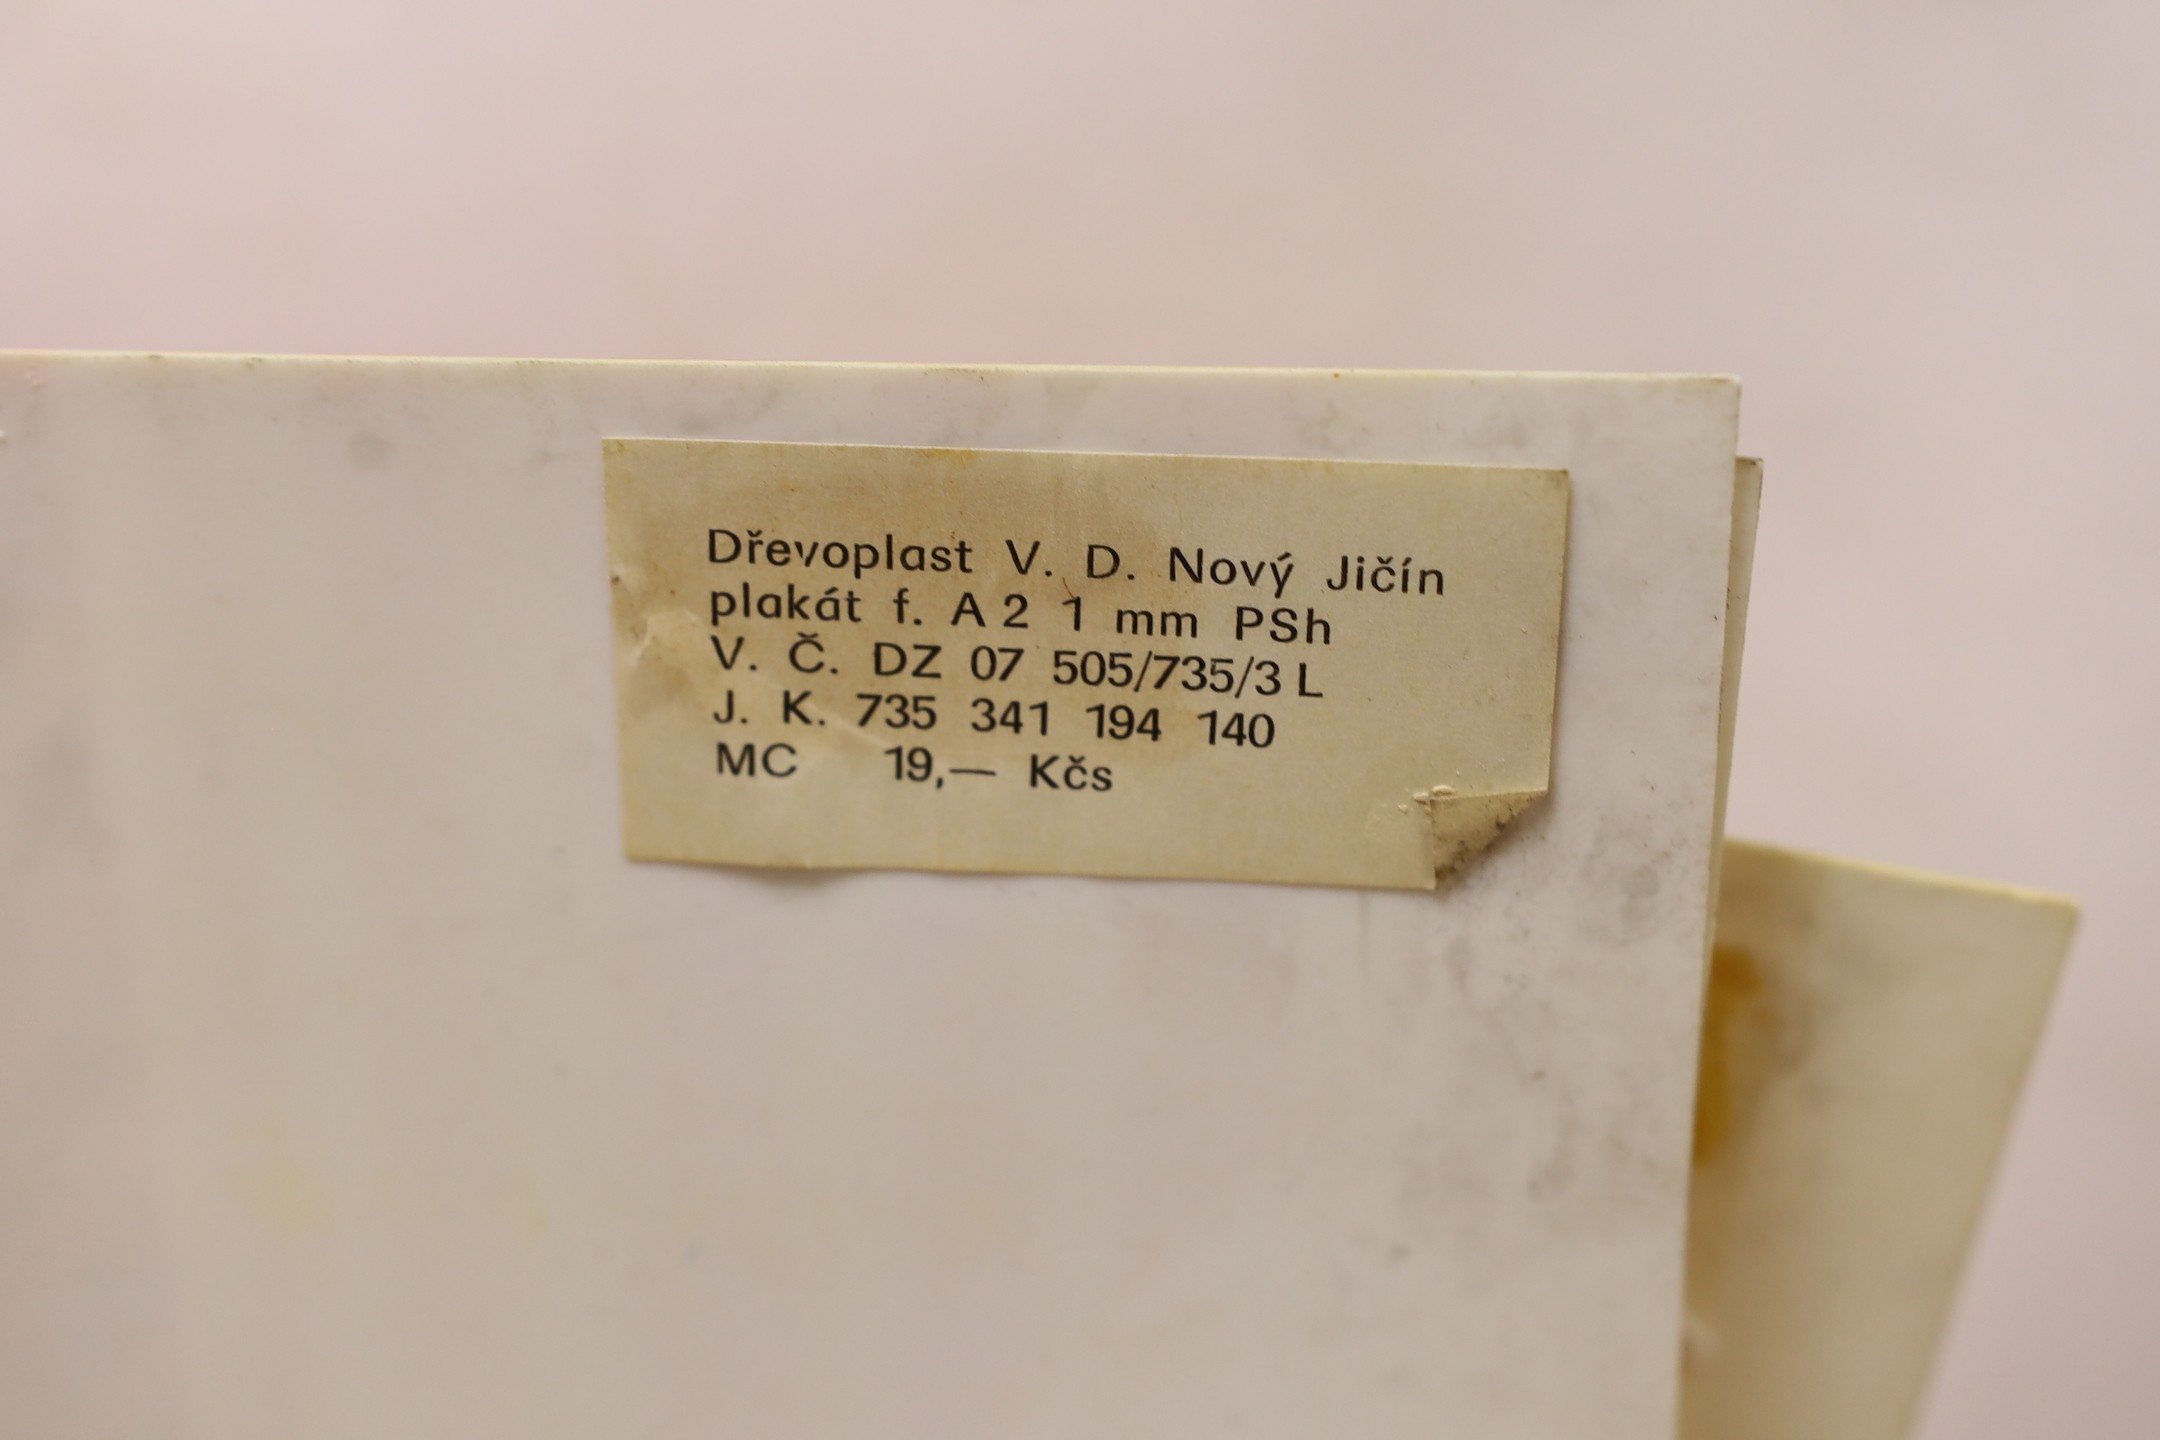 Dřevoplast V. D. Nový Jičín
plakát f. A 2 1 mm PSh
V. Č. DZ 07 505/735/3 L
J. K. 735 341 194 140
MC 19,— Kčs